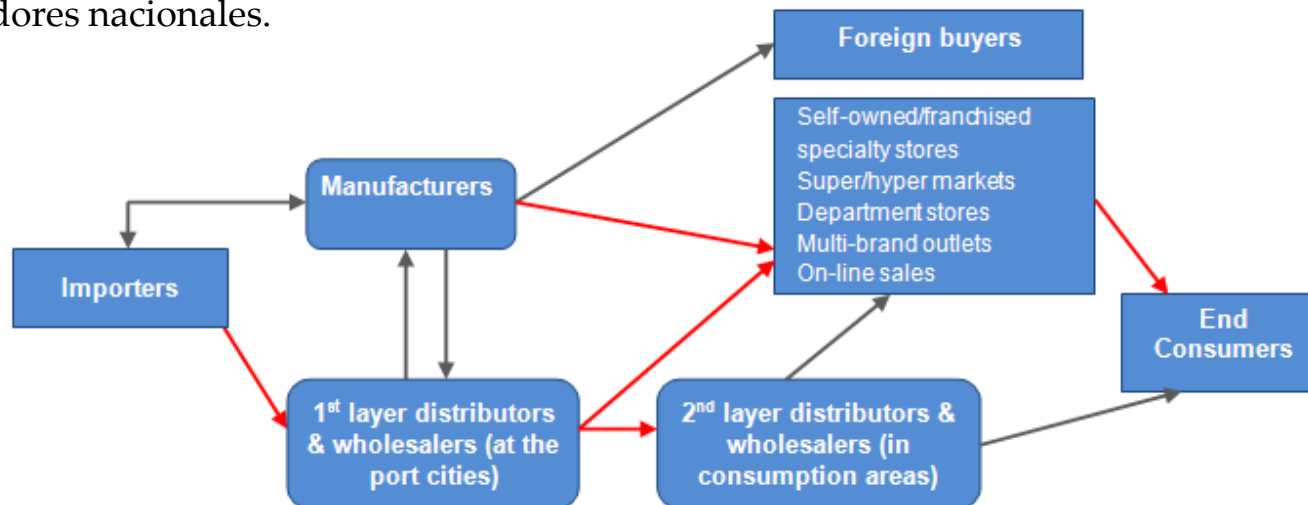 dores nacionales.
Foreign buyers
Self-owned/franchised
specialty stores
Super/hyper markets
Department stores
Multi-brand outlets
On-line sales
Manufacturers
Importers
End
Consumers
1st layer distributors
& wholesalers (at the
port cities)
2nd layer distributors &
wholesalers (in
consumption areas)